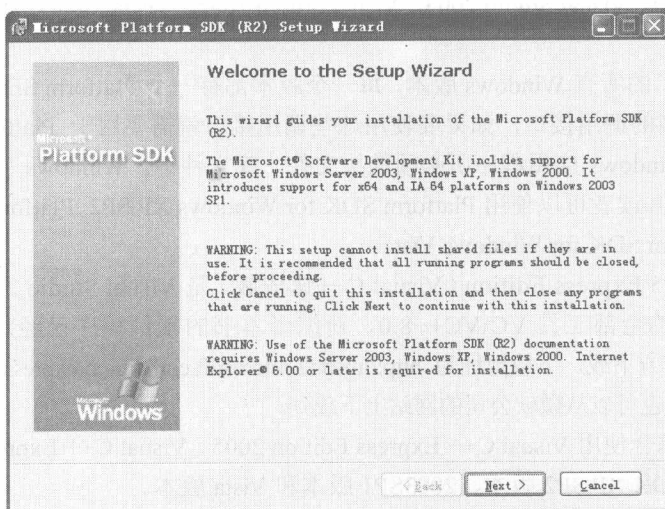 Microsoft Platform SDK (R2) Setup Wizard
Welcome to the Setup Wizard
This wizard guides your installation of the Microsoft Platform SDK
(R2).
Microsoft
Platform SDK
The Microsoft® Software Development Kit includes support for
Microsoft Windows Server 2003, Windows XP, Windows 2000. It
introduces support for x64 and IA 64 platforms on Windows 2003
SP1.
WARNING: This setup cannot install shared files if they are in
use. It is recommended that all running programs should be closed,
before proceeding.
Click Cancel to quit this installation and then close any programs
that are running. Click Next to continue with this installation.
WARNING: Use of the Microsoft Platform SDK (R2) documentation
requires Windows Server 2003, Windows XP, Windows 2000. Internet
Explorer® 6.00 or later is required for installation.
Microsoft
Windows
< Back
Next >
Cancel